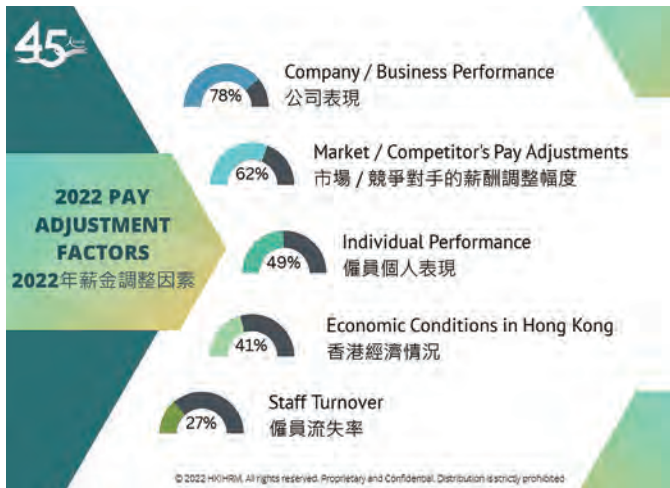 45
2022 PAY
ADJUSTMENT
FACTORS
2022年薪金調整因素
78%
Company / Business Performance
公司表現
62%
Market / Competitor's Pay Adjustments
市場 / 競爭對手的薪酬調整幅度
49%
Individual Performance
僱員個人表現
41%
Economic Conditions in Hong Kong
香港經濟情況
27%
Staff Turnover
僱員流失率
© 2022 HKIHRM, All rights reserved. Proprietary and Confidential. Distribution is strictly prohibited